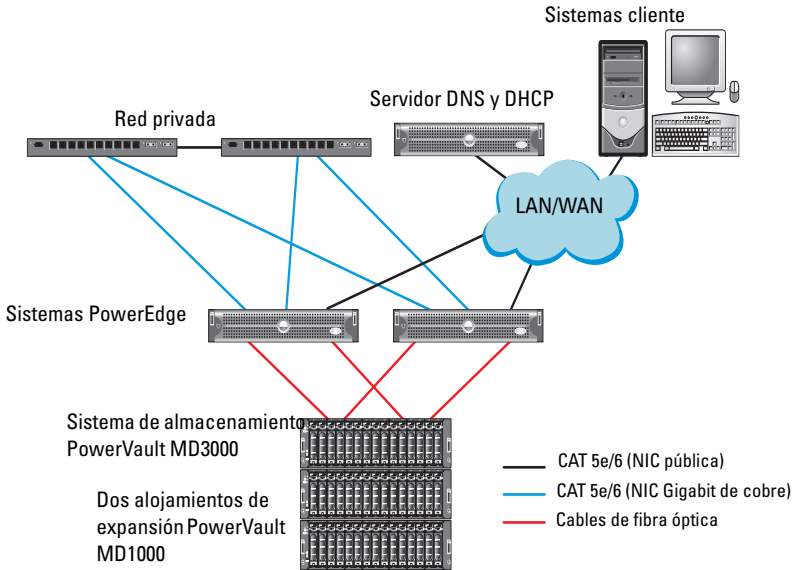 Sistemas cliente
Servidor DNS y DHCP
Red privada
LAN/WAN
Sistemas PowerEdge
Sistema de almacenamiento
PowerVault MD3000
Dos alojamientos de
expansión PowerVault
MD1000
CAT 5e/6 (NIC pública)
CAT 5e/6 (NIC Gigabit de cobre)
Cables de fibra óptica